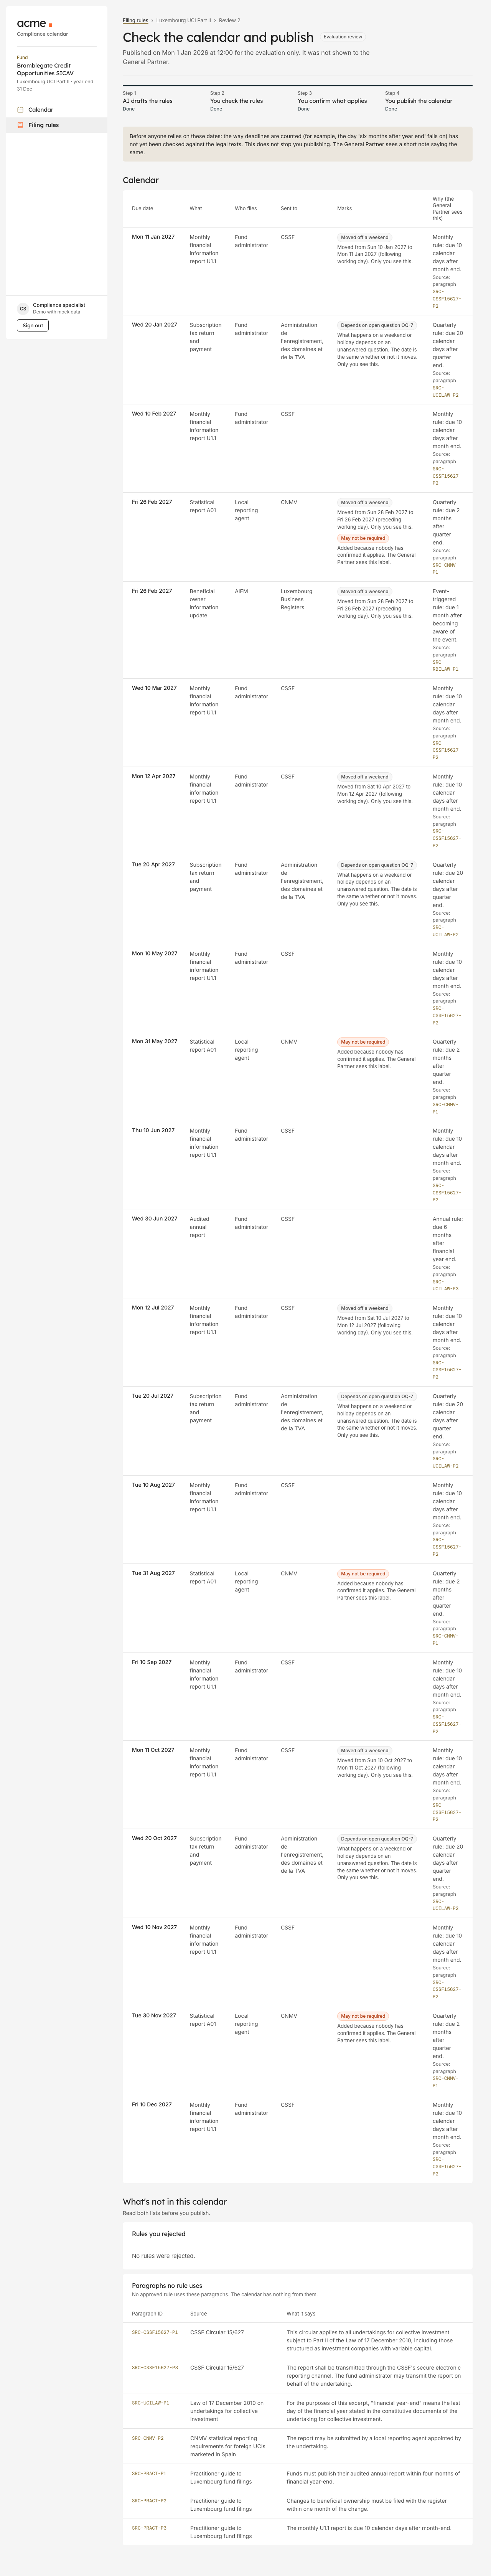 acme
Compliance calendar
Fund
Bramblegate Credit
Opportunities SICAV
Luxembourg UCI Part II · year end
31 Dec
Calendar
Filing rules
CS
Compliance specialist
Demo with mock data
Sign out
Filing rules › Luxembourg UCI Part II › Review 2
Check the calendar and publish
Evaluation review
Published on Mon 1 Jan 2026 at 12:00 for the evaluation only. It was not shown to the
General Partner.
Step 1
AI drafts the rules
Done
Step 2
You check the rules
Done
Step 3
You confirm what applies
Done
Step 4
You publish the calendar
Done
Before anyone relies on these dates: the way deadlines are counted (for example, the day 'six months after year end' falls on) has
not yet been checked against the legal texts. This does not stop you publishing. The General Partner sees a short note saying the
same.
Calendar
Due date
What
Who files
Sent to
Marks
Why (the
General
Partner sees
this)
Mon 11 Jan 2027
Monthly
financial
information
report U1.1
Fund
administrator
CSSF
Moved off a weekend
Moved from Sun 10 Jan 2027 to
Mon 11 Jan 2027 (following
working day). Only you see this.
Monthly
rule: due 10
calendar
days after
month end.
Source:
paragraph
SRC-
CSSF15627-
P2
Wed 20 Jan 2027
Subscription
tax return
and
payment
Fund
administrator
Administration
de
l'enregistrement,
des domaines et
de la TVA
Depends on open question OQ-7
What happens when a weekend or
holiday depends on an
unanswered question. The date is
the same whether or not it moves.
Only you see this.
Quarterly
rule: due 20
calendar
days after
quarter
end.
Source:
paragraph
SRC-
UCILAW-P2
Wed 10 Feb 2027
Monthly
financial
information
report U1.1
Fund
administrator
CSSF
Monthly
rule: due 10
calendar
days after
month end.
Source:
paragraph
SRC-
CSSF15627-
P2
Fri 26 Feb 2027
Statistical
report A01
Local
reporting
agent
CNMV
Moved off a weekend
Moved from Sun 28 Feb 2027 to
Fri 26 Feb 2027 (preceding
working day). Only you see this.
May not be required
Added because nobody has
confirmed it applies. The General
Partner sees this label.
Quarterly
rule: due 2
months
after
quarter
end.
Source:
paragraph
SRC-CNMV-
P1
Fri 26 Feb 2027
Beneficial
owner
information
update
AIFM
Luxembourg
Business
Registers
Moved off a weekend
Moved from Sun 28 Feb 2027 to
Fri 26 Feb 2027 (preceding
working day). Only you see this.
Event-
triggered
rule: due 1
month after
becoming
aware of
the event.
Source:
paragraph
SRC-
RBELAW-P1
Wed 10 Mar 2027
Monthly
financial
information
report U1.1
Fund
administrator
CSSF
Monthly
rule: due 10
calendar
days after
month end.
Source:
paragraph
SRC-
CSSF15627-
P2
Mon 12 Apr 2027
Monthly
financial
information
report U1.1
Fund
administrator
CSSF
Moved off a weekend
Moved from Sat 10 Apr 2027 to
Mon 12 Apr 2027 (following
working day). Only you see this.
Monthly
rule: due 10
calendar
days after
month end.
Source:
paragraph
SRC-
CSSF15627-
P2
Tue 20 Apr 2027
Subscription
tax return
and
payment
Fund
administrator
Administration
de
l'enregistrement,
des domaines et
de la TVA
Depends on open question OQ-7
What happens on a weekend or
holiday depends on an
unanswered question. The date is
the same whether or not it moves.
Only you see this.
Quarterly
rule: due 20
calendar
days after
quarter
end.
Source:
paragraph
SRC-
UCILAW-P2
Mon 10 May 2027
Monthly
financial
information
report U1.1
Fund
administrator
CSSF
Monthly
rule: due 10
calendar
days after
month end.
Source:
paragraph
SRC-
CSSF15627-
P2
Mon 31 May 2027
Statistical
report A01
Local
reporting
agent
CNMV
May not be required
Added because nobody has
confirmed it applies. The General
Partner sees this label.
Quarterly
rule: due 2
months
after
quarter
end.
Source:
paragraph
SRC-CNMV-
P1
Thu 10 Jun 2027
Monthly
financial
information
report U1.1
Fund
administrator
CSSF
Monthly
rule: due 10
calendar
days after
month end.
Source:
paragraph
SRC-
CSSF15627-
P2
Wed 30 Jun 2027
Audited
annual
report
Fund
administrator
CSSF
Annual rule:
due 6
months
after
financial
year end.
Source:
paragraph
SRC-
UCILAW-P3
Mon 12 Jul 2027
Monthly
financial
information
report U1.1
Fund
administrator
CSSF
Moved off a weekend
Moved from Sat 10 Jul 2027 to
Mon 12 Jul 2027 (following
working day). Only you see this.
Monthly
rule: due 10
calendar
days after
month end.
Source:
paragraph
SRC-
CSSF15627-
P2
Tue 20 Jul 2027
Subscription
tax return
and
payment
Fund
administrator
Administration
de
l'enregistrement,
des domaines et
de la TVA
Depends on open question OQ-7
What happens on a weekend or
holiday depends on an
unanswered question. The date is
the same whether or not it moves.
Only you see this.
Quarterly
rule: due 20
calendar
days after
quarter
end.
Source:
paragraph
SRC-
UCILAW-P2
Tue 10 Aug 2027
Monthly
financial
information
report U1.1
Fund
administrator
CSSF
Monthly
rule: due 10
calendar
days after
month end.
Source:
paragraph
SRC-
CSSF15627-
P2
Tue 31 Aug 2027
Statistical
report A01
Local
reporting
agent
CNMV
May not be required
Added because nobody has
confirmed it applies. The General
Partner sees this label.
Quarterly
rule: due 2
months
after
quarter
end.
Source:
paragraph
SRC-CNMV-
P1
Fri 10 Sep 2027
Monthly
financial
information
report U1.1
Fund
administrator
CSSF
Monthly
rule: due 10
calendar
days after
month end.
Source:
paragraph
SRC-
CSSF15627-
P2
Mon 11 Oct 2027
Monthly
financial
information
report U1.1
Fund
administrator
CSSF
Moved off a weekend
Moved from Sun 10 Oct 2027 to
Mon 11 Oct 2027 (following
working day). Only you see this.
Monthly
rule: due 10
calendar
days after
month end.
Source:
paragraph
SRC-
CSSF15627-
P2
Wed 20 Oct 2027
Subscription
tax return
and
payment
Fund
administrator
Administration
de
l'enregistrement,
des domaines et
de la TVA
Depends on open question OQ-7
What happens on a weekend or
holiday depends on an
unanswered question. The date is
the same whether or not it moves.
Only you see this.
Quarterly
rule: due 20
calendar
days after
quarter
end.
Source:
paragraph
SRC-
UCILAW-P2
Wed 10 Nov 2027
Monthly
financial
information
report U1.1
Fund
administrator
CSSF
Monthly
rule: due 10
calendar
days after
month end.
Source:
paragraph
SRC-
CSSF15627-
P2
Tue 30 Nov 2027
Statistical
report A01
Local
reporting
agent
CNMV
May not be required
Added because nobody has
confirmed it applies. The General
Partner sees this label.
Quarterly
rule: due 2
months
after
quarter
end.
Source:
paragraph
SRC-CNMV-
P1
Fri 10 Dec 2027
Monthly
financial
information
report U1.1
Fund
administrator
CSSF
Monthly
rule: due 10
calendar
days after
month end.
Source:
paragraph
SRC-
CSSF15627-
P2
What's not in this calendar
Read both lists before you publish.
Rules you rejected
No rules were rejected.
Paragraphs no rule uses
No approved rule uses these paragraphs. The calendar has nothing from them.
Paragraph ID
Source
What it says
SRC-CSSF15627-P1
CSSF Circular 15/627
This circular applies to all undertakings for collective investment
subject to Part II of the Law of 17 December 2010, including those
structured as investment companies with variable capital.
SRC-CSSF15627-P3
CSSF Circular 15/627
The report shall be transmitted through the CSSF's secure electronic
reporting channel. The fund administrator may transmit the report on
behalf of the undertaking.
SRC-UCILAW-P1
Law of 17 December 2010 on
undertakings for collective
investment
For the purposes of this excerpt, "financial year-end" means the last
day of the financial year stated in the constitutive documents of the
undertaking for collective investment.
SRC-CNMV-P2
CNMV statistical reporting
requirements for foreign UCIs
marketed in Spain
The report may be submitted by a local reporting agent appointed by
the undertaking.
SRC-PRACT-P1
Practitioner guide to
Luxembourg fund filings
Funds must publish their audited annual report within four months of
financial year-end.
SRC-PRACT-P2
Practitioner guide to
Luxembourg fund filings
Changes to beneficial ownership must be filed with the register
within one month of the change.
SRC-PRACT-P3
Practitioner guide to
Luxembourg fund filings
The monthly U1.1 report is due 10 calendar days after month-end.